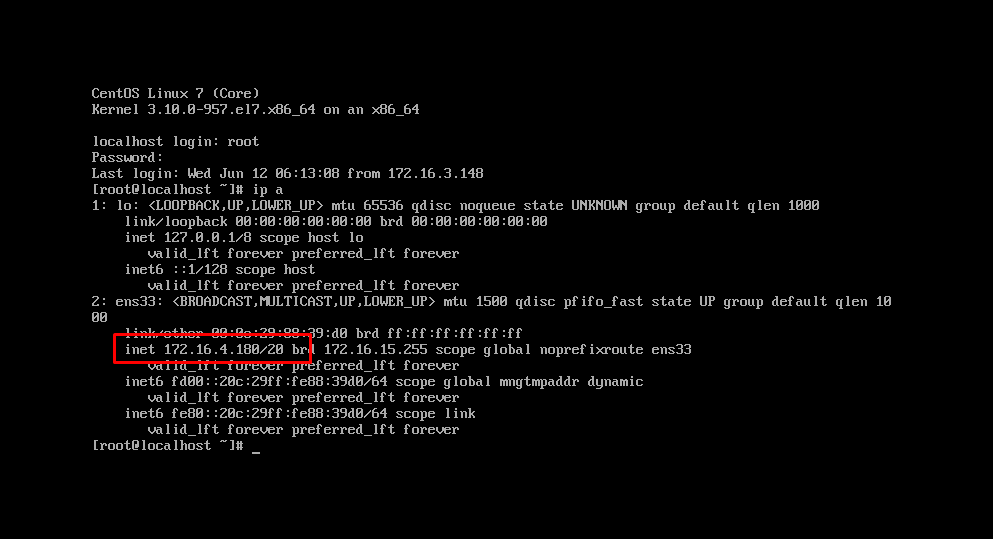 CentOS Linux 7 (Core)
Kernel 3.10.0-957.el7.x86_64 on an x86_64
localhost login: root
Password:
Last login: Wed Jun 12 06:13:08 from 172.16.3.148
[root@localhost ~]# ip a
1: lo: <LOOPBACK,UP,LOWER_UP> mtu 65536 qdisc noqueue state UNKNOWN group default qlen 1000
    link/loopback 00:00:00:00:00:00 brd 00:00:00:00:00:00
    inet 127.0.0.1/8 scope host lo
       valid_lft forever preferred_lft forever
    inet6 ::1/128 scope host
       valid_lft forever preferred_lft forever
2: ens33: <BROADCAST,MULTICAST,UP,LOWER_UP> mtu 1500 qdisc pfifo_fast state UP group default qlen 10
00
    link/ether 00:0c:29:88:39:d0 brd ff:ff:ff:ff:ff:ff
    inet 172.16.4.180/20 brd 172.16.15.255 scope global noprefixroute ens33
       valid_lft forever preferred_lft forever
    inet6 fd00::20c:29ff:fe88:39d0/64 scope global mngtmpaddr dynamic
       valid_lft forever preferred_lft forever
    inet6 fe80::20c:29ff:fe88:39d0/64 scope link
       valid_lft forever preferred_lft forever
[root@localhost ~]# _